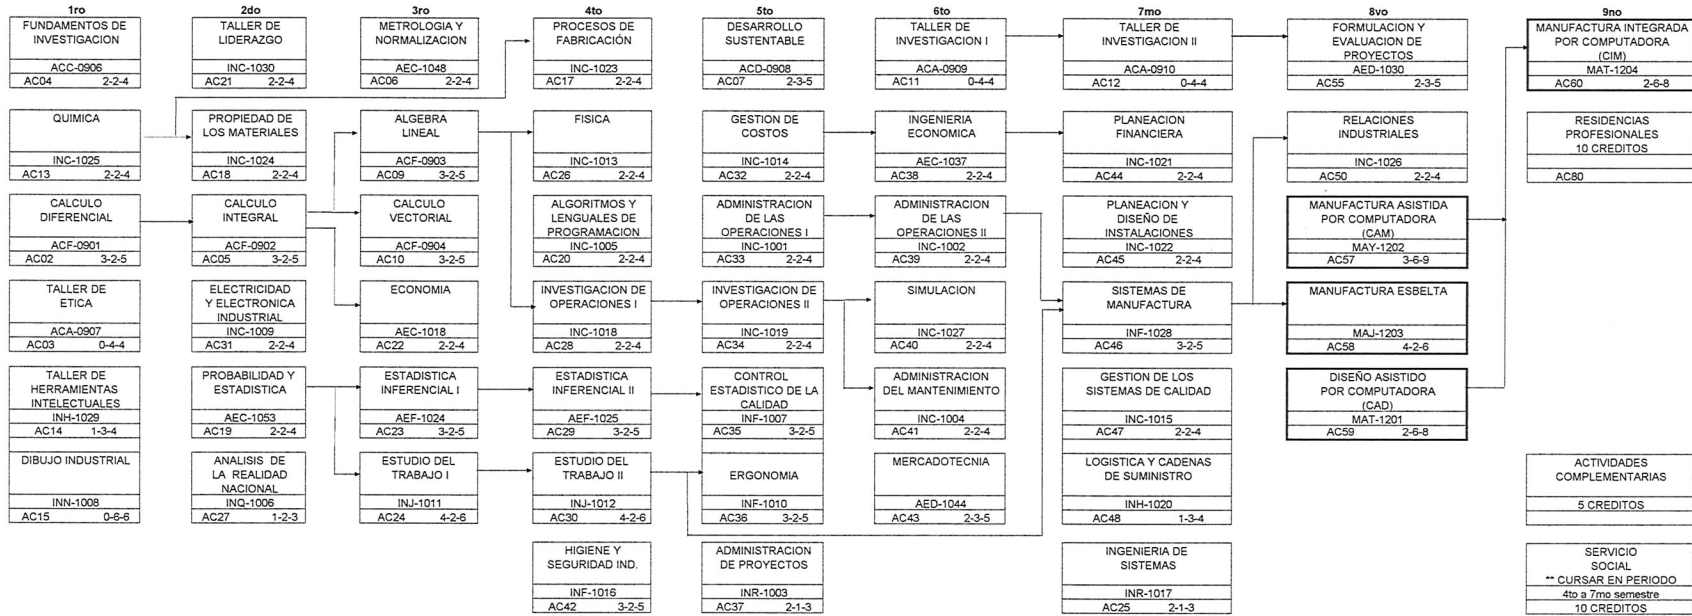 1ro
FUNDAMENTOS DE
INVESTIGACION
ACC-0906
AC04 2-2-4
QUIMICA
INC-1025
AC13 2-2-4
CALCULO
DIFERENCIAL
ACF-0901
AC02 3-2-5
TALLER DE
ETICA
ACA-0907
AC03 0-4-4
TALLER DE
HERRAMIENTAS
INTELECTUALES
INH-1029
AC14 1-3-4
DIBUJO INDUSTRIAL
INN-1008
AC15 0-6-6
2do
TALLER DE
LIDERAZGO
INC-1030
AC21 2-2-4
PROPIEDAD DE
LOS MATERIALES
INC-1024
AC18 2-2-4
CALCULO
INTEGRAL
ACF-0902
AC05 3-2-5
ELECTRICIDAD
Y ELECTRONICA
INDUSTRIAL
INC-1009
AC31 2-2-4
PROBABILIDAD Y
ESTADISTICA
AEC-1053
AC19 2-2-4
ANALISIS DE
LA REALIDAD
NACIONAL
INQ-1006
AC27 1-2-3
3ro
METROLOGIA Y
NORMALIZACION
AEC-1048
AC06 2-2-4
ALGEBRA
LINEAL
ACF-0903
AC09 3-2-5
CALCULO
VECTORIAL
ACF-0904
AC10 3-2-5
ECONOMIA
AEC-1018
AC22 2-2-4
ESTADISTICA
INFERENCIAL I
AEF-1024
AC23 3-2-5
ESTUDIO DEL
TRABAJO I
INJ-1011
AC24 4-2-6
4to
PROCESOS DE
FABRICACIÓN
INC-1023
AC17 2-2-4
FISICA
INC-1013
AC26 2-2-4
ALGORITMOS Y
LENGUALES DE
PROGRAMACION
INC-1005
AC20 2-2-4
INVESTIGACION DE
OPERACIONES I
INC-1018
AC28 2-2-4
ESTADISTICA
INFERENCIAL II
AEF-1025
AC29 3-2-5
ESTUDIO DEL
TRABAJO II
INJ-1012
AC30 4-2-6
HIGIENE Y
SEGURIDAD IND.
INF-1016
AC42 3-2-5
5to
DESARROLLO
SUSTENTABLE
ACD-0908
AC07 2-3-5
GESTION DE
COSTOS
INC-1014
AC32 2-2-4
ADMINISTRACION
DE LAS
OPERACIONES I
INC-1001
AC33 2-2-4
INVESTIGACION DE
OPERACIONES II
INC-1019
AC34 2-2-4
CONTROL
ESTADISTICO DE LA
CALIDAD
INF-1007
AC35 3-2-5
ERGONOMIA
INF-1010
AC36 3-2-5
ADMINISTRACION
DE PROYECTOS
INR-1003
AC37 2-1-3
6to
TALLER DE
INVESTIGACION I
ACA-0909
AC11 0-4-4
INGENIERIA
ECONOMICA
AEC-1037
AC38 2-2-4
ADMINISTRACION
DE LAS
OPERACIONES II
INC-1002
AC39 2-2-4
SIMULACION
INC-1027
AC40 2-2-4
ADMINISTRACION
DEL MANTENIMIENTO
INC-1004
AC41 2-2-4
MERCADOTECNIA
AED-1044
AC43 2-3-5
7mo
TALLER DE
INVESTIGACION II
ACA-0910
AC12 0-4-4
PLANEACION
FINANCIERA
INC-1021
AC44 2-2-4
PLANEACION Y
DISEÑO DE
INSTALACIONES
INC-1022
AC45 2-2-4
SISTEMAS DE
MANUFACTURA
INF-1028
AC46 3-2-5
GESTION DE LOS
SISTEMAS DE CALIDAD
INC-1015
AC47 2-2-4
LOGISTICA Y CADENAS
DE SUMINISTRO
INH-1020
AC48 1-3-4
INGENIERIA DE
SISTEMAS
INR-1017
AC25 2-1-3
8vo
FORMULACION Y
EVALUACION DE
PROYECTOS
AED-1030
AC55 2-3-5
RELACIONES
INDUSTRIALES
INC-1026
AC50 2-2-4
MANUFACTURA ASISTIDA
POR COMPUTADORA
(CAM)
MAY-1202
AC57 3-6-9
MANUFACTURA ESBELTA
MAJ-1203
AC58 4-2-6
DISEÑO ASISTIDO
POR COMPUTADORA
(CAD)
MAT-1201
AC59 2-6-8
9no
MANUFACTURA INTEGRADA
POR COMPUTADORA
(CIM)
MAT-1204
AC60 2-6-8
RESIDENCIAS
PROFESIONALES
10 CREDITOS
AC80
ACTIVIDADES
COMPLEMENTARIAS
5 CREDITOS
SERVICIO
SOCIAL
** CURSAR EN PERIODO
4to a 7mo semestre
10 CREDITOS